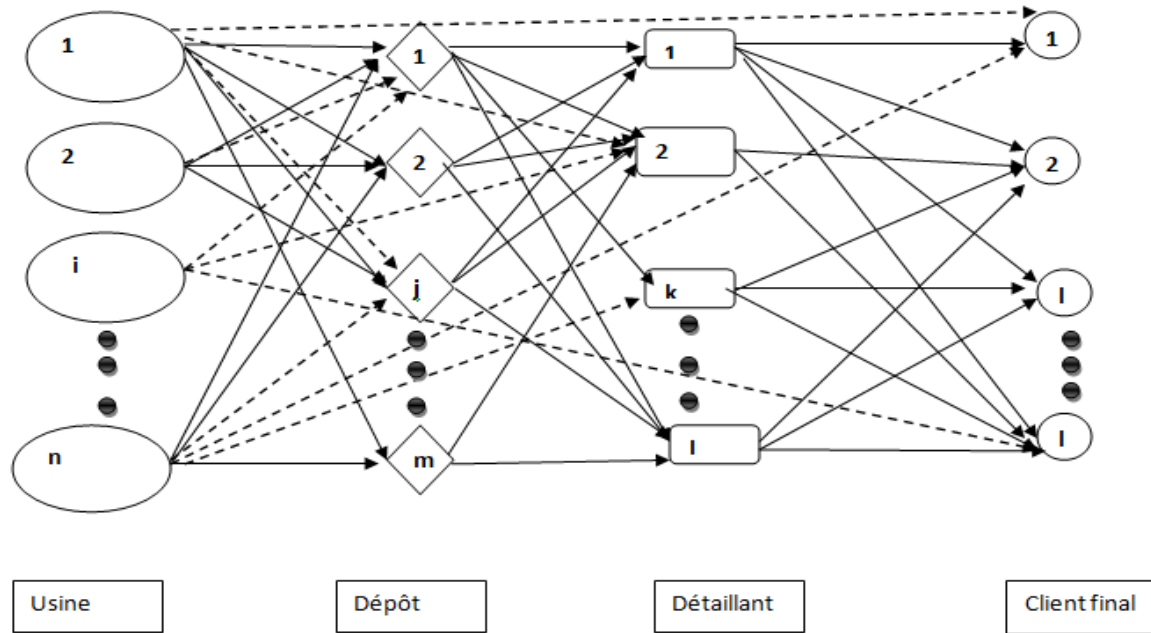 1 1 1 1
2 2 2 2
i j k l
n m l l
Usine Dépôt Détaillant Client final